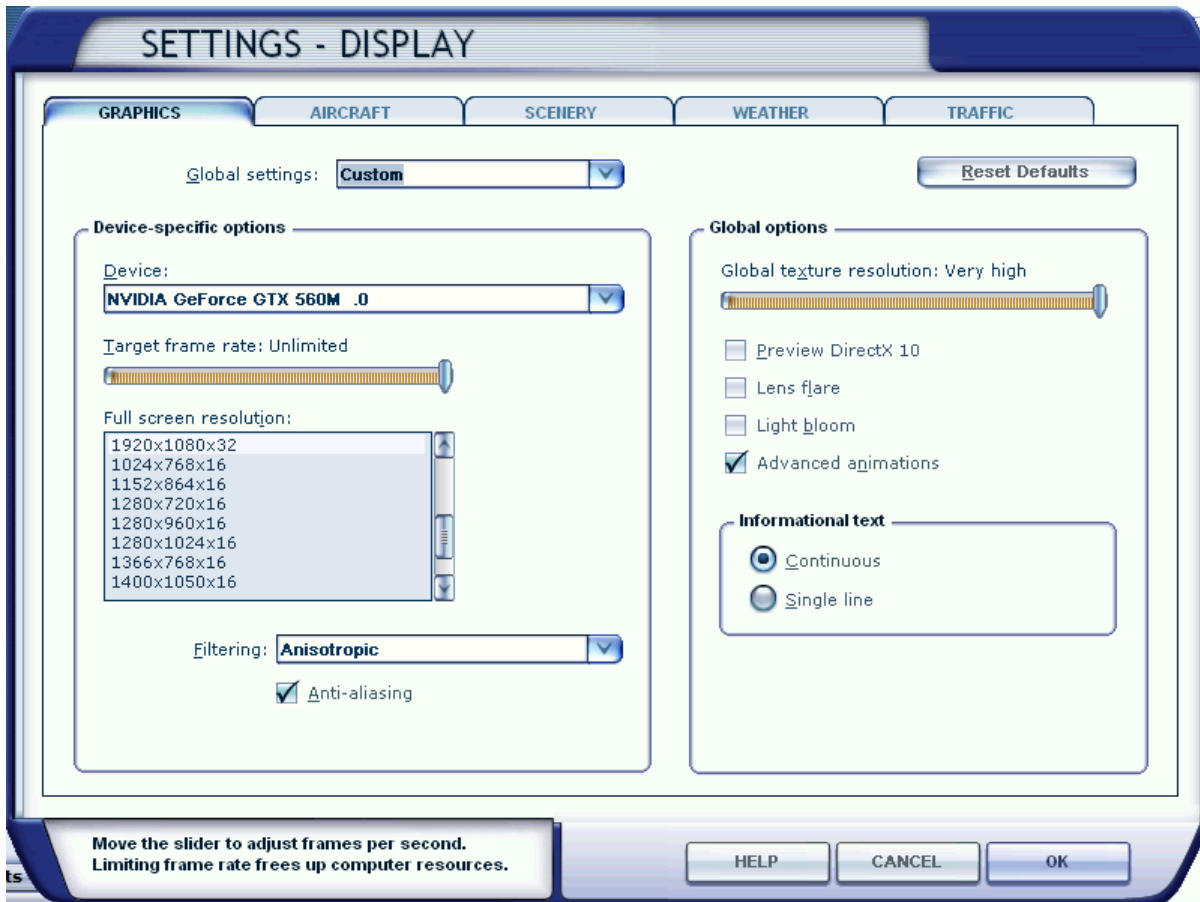 SETTINGS - DISPLAY
GRAPHICS
AIRCRAFT
SCENERY
WEATHER
TRAFFIC
Global settings: Custom
Reset Defaults
Device-specific options
Device:
NVIDIA GeForce GTX 560M .0
Target frame rate: Unlimited
Full screen resolution:
1920x1080x32
1024x768x16
1152x864x16
1280x720x16
1280x960x16
1280x1024x16
1366x768x16
1400x1050x16
Filtering: Anisotropic
Anti-aliasing
Global options
Global texture resolution: Very high
Preview DirectX 10
Lens flare
Light bloom
Advanced animations
Informational text
Continuous
Single line
Move the slider to adjust frames per second.
Limiting frame rate frees up computer resources.
HELP
CANCEL
OK
ts